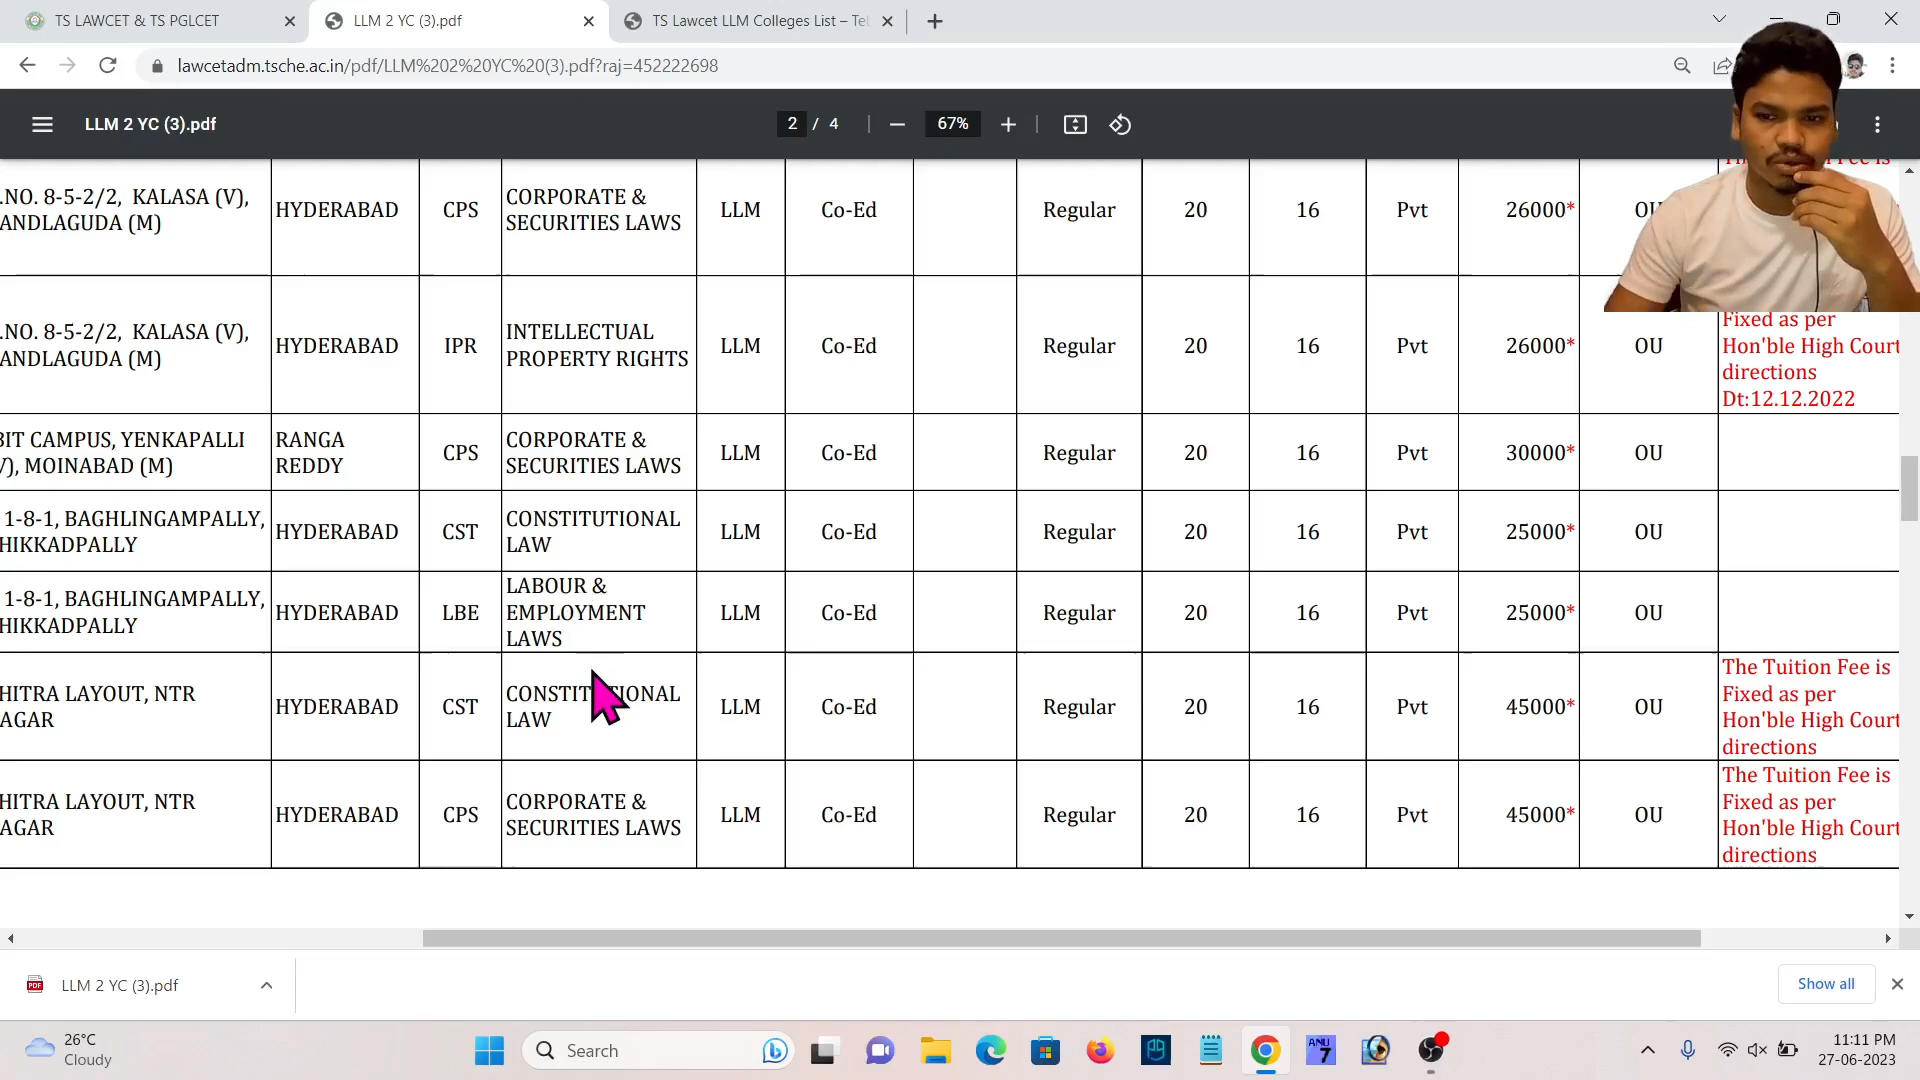 TS LAWCET & TS PGLCET
LLM 2 YC (3).pdf
TS Lawcet LLM Colleges List – Tel
lawcetadm.tsche.ac.in/pdf/LLM%202%20YC%20(3).pdf?raj=452222698
LLM 2 YC (3).pdf
2 / 4
67%
.NO. 8-5-2/2, KALASA (V),
ANDLAGUDA (M)
HYDERABAD
CPS
CORPORATE &
SECURITIES LAWS
LLM
Co-Ed
Regular
20
16
Pvt
26000*
.NO. 8-5-2/2, KALASA (V),
ANDLAGUDA (M)
HYDERABAD
IPR
INTELLECTUAL
PROPERTY RIGHTS
LLM
Co-Ed
Regular
20
16
Pvt
26000*
OU
Fixed as per
Hon'ble High Court
directions
Dt:12.12.2022
BIT CAMPUS, YENKAPALLI
V), MOINABAD (M)
RANGA
REDDY
CPS
CORPORATE &
SECURITIES LAWS
LLM
Co-Ed
Regular
20
16
Pvt
30000*
OU
1-8-1, BAGHLINGAMPALLY,
HIKKADPALLY
HYDERABAD
CST
CONSTITUTIONAL
LAW
LLM
Co-Ed
Regular
20
16
Pvt
25000*
OU
1-8-1, BAGHLINGAMPALLY,
HIKKADPALLY
HYDERABAD
LBE
LABOUR &
EMPLOYMENT
LAWS
LLM
Co-Ed
Regular
20
16
Pvt
25000*
OU
HITRA LAYOUT, NTR
AGAR
HYDERABAD
CST
CONSTITUTIONAL
LAW
LLM
Co-Ed
Regular
20
16
Pvt
45000*
OU
The Tuition Fee is
Fixed as per
Hon'ble High Court
directions
HITRA LAYOUT, NTR
AGAR
HYDERABAD
CPS
CORPORATE &
SECURITIES LAWS
LLM
Co-Ed
Regular
20
16
Pvt
45000*
OU
The Tuition Fee is
Fixed as per
Hon'ble High Court
directions
LLM 2 YC (3).pdf
Show all
26°C
Cloudy
Search
ANU
7
11:11 PM
27-06-2023